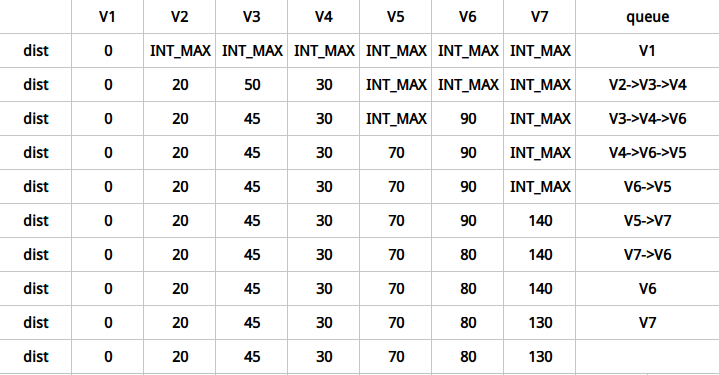 V1 V2 V3 V4 V5 V6 V7 queue
dist 0 INT_MAX INT_MAX INT_MAX INT_MAX INT_MAX INT_MAX V1
dist 0 20 50 30 INT_MAX INT_MAX INT_MAX V2->V3->V4
dist 0 20 45 30 INT_MAX 90 INT_MAX V3->V4->V6
dist 0 20 45 30 70 90 INT_MAX V4->V6->V5
dist 0 20 45 30 70 90 INT_MAX V6->V5
dist 0 20 45 30 70 90 140 V5->V7
dist 0 20 45 30 70 80 140 V7->V6
dist 0 20 45 30 70 80 140 V6
dist 0 20 45 30 70 80 130 V7
dist 0 20 45 30 70 80 130